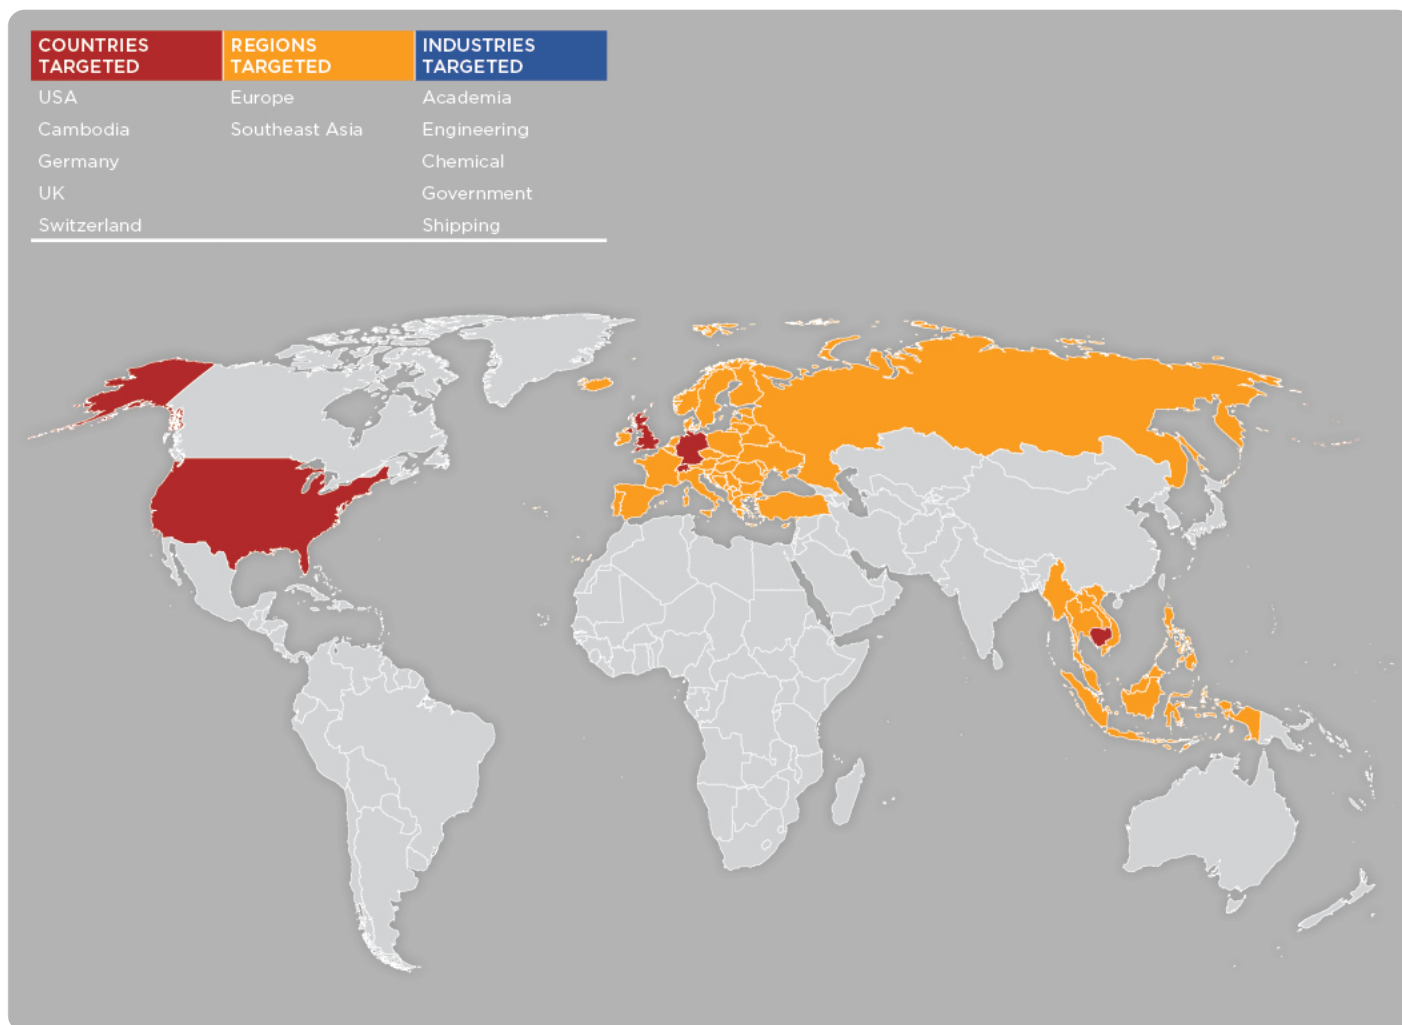 COUNTRIES
TARGETED
USA
Cambodia
Germany
UK
Switzerland
REGIONS
TARGETED
Europe
Southeast Asia
INDUSTRIES
TARGETED
Academia
Engineering
Chemical
Government
Shipping